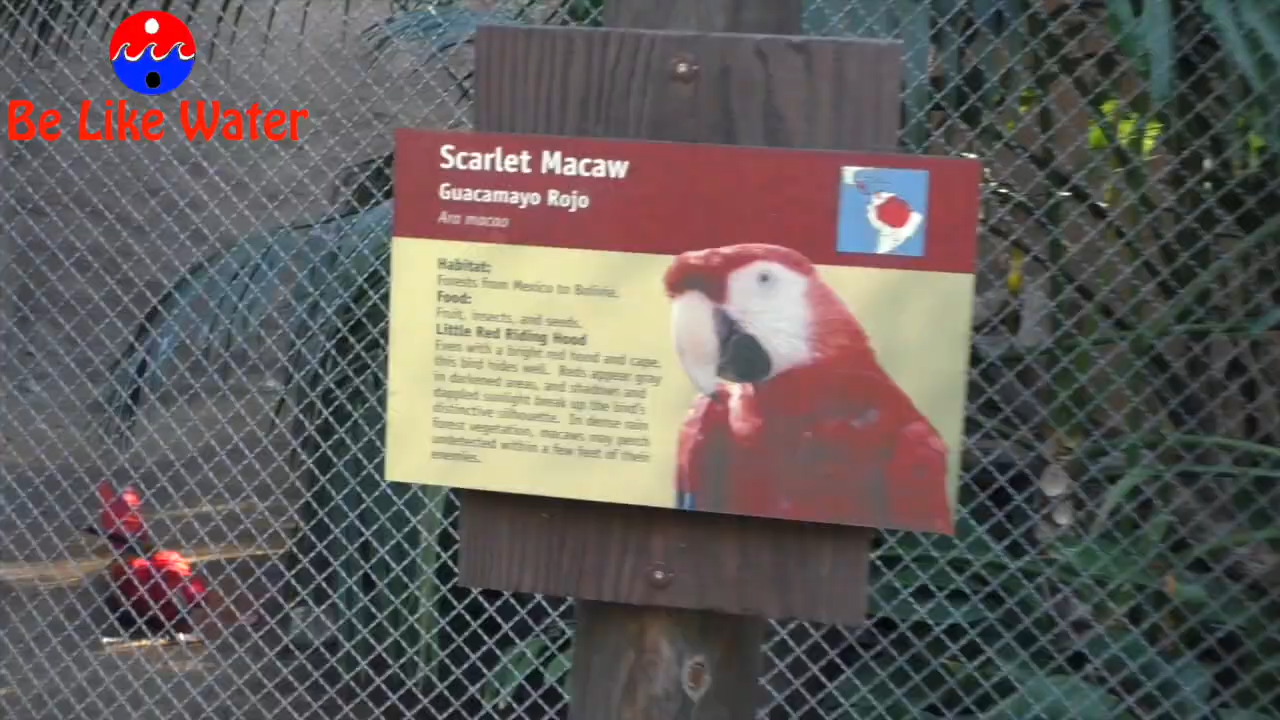 Be Like Water
Scarlet Macaw
Guacamayo Rojo
Ara macao
Habitat:
Forests from Mexico to Bolivia.
Food:
Fruit, insects, and seeds.
Little Red Riding Hood
Even with a bright red hood and cape,
this bird hides well. Reds appear gray
in darkened areas, and shadows and
dappled sunlight break up the bird's
distinctive silhouette. In dense rain
forest vegetation, macaws may perch
undetected within a few feet of their
enemies.